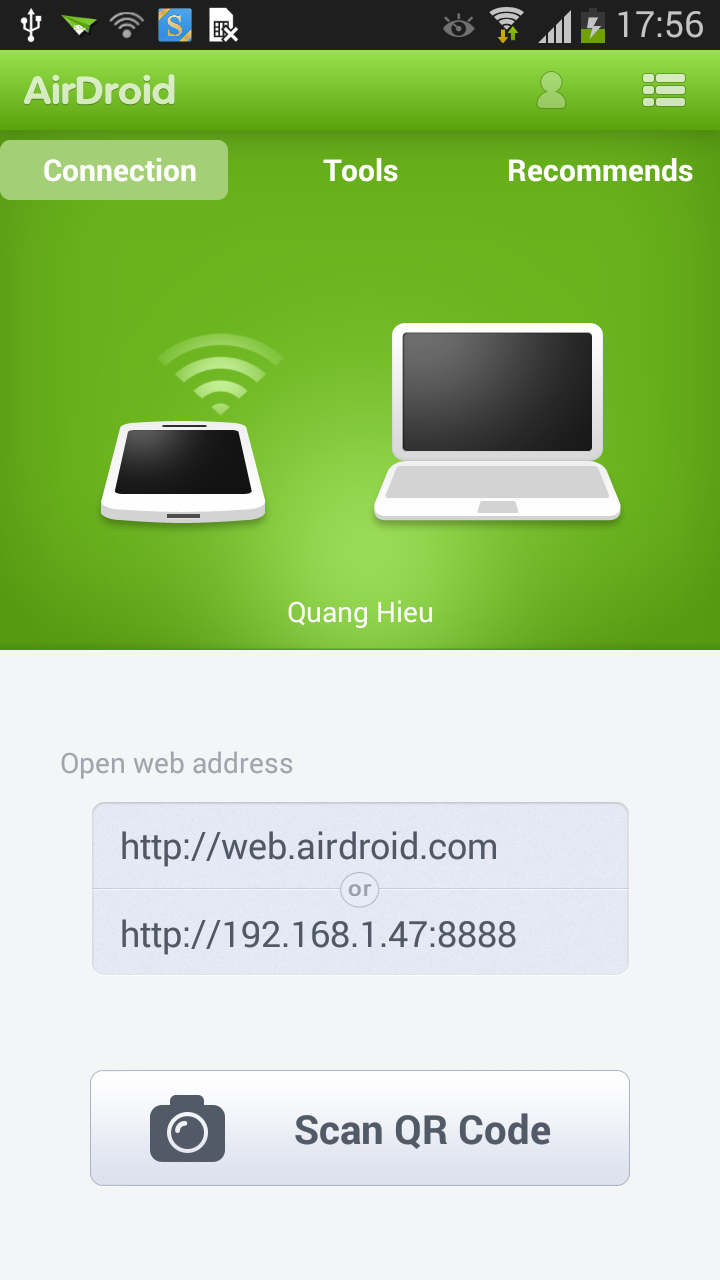 S
17:56
AirDroid
Connection
Tools
Recommends
Quang Hieu
Open web address
http://web.airdroid.com
or
http://192.168.1.47:8888
Scan QR Code